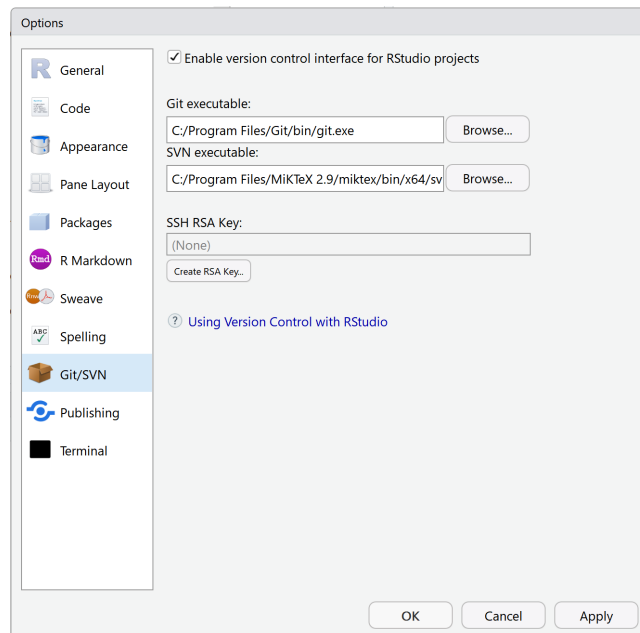 Options
General
Code
Appearance
Pane Layout
Packages
Rmd R Markdown
Rnw Sweave
ABC Spelling
Git/SVN
Publishing
Terminal
Enable version control interface for RStudio projects
Git executable:
C:/Program Files/Git/bin/git.exe Browse...
SVN executable:
C:/Program Files/MiKTeX 2.9/miktex/bin/x64/sv Browse...
SSH RSA Key:
(None)
Create RSA Key...
? Using Version Control with RStudio
OK Cancel Apply